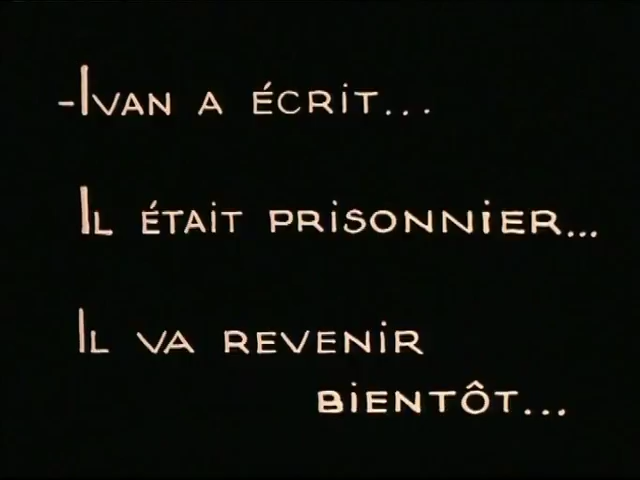 -Ivan a écrit...
Il était prisonnier...
Il va revenir
bientôt...